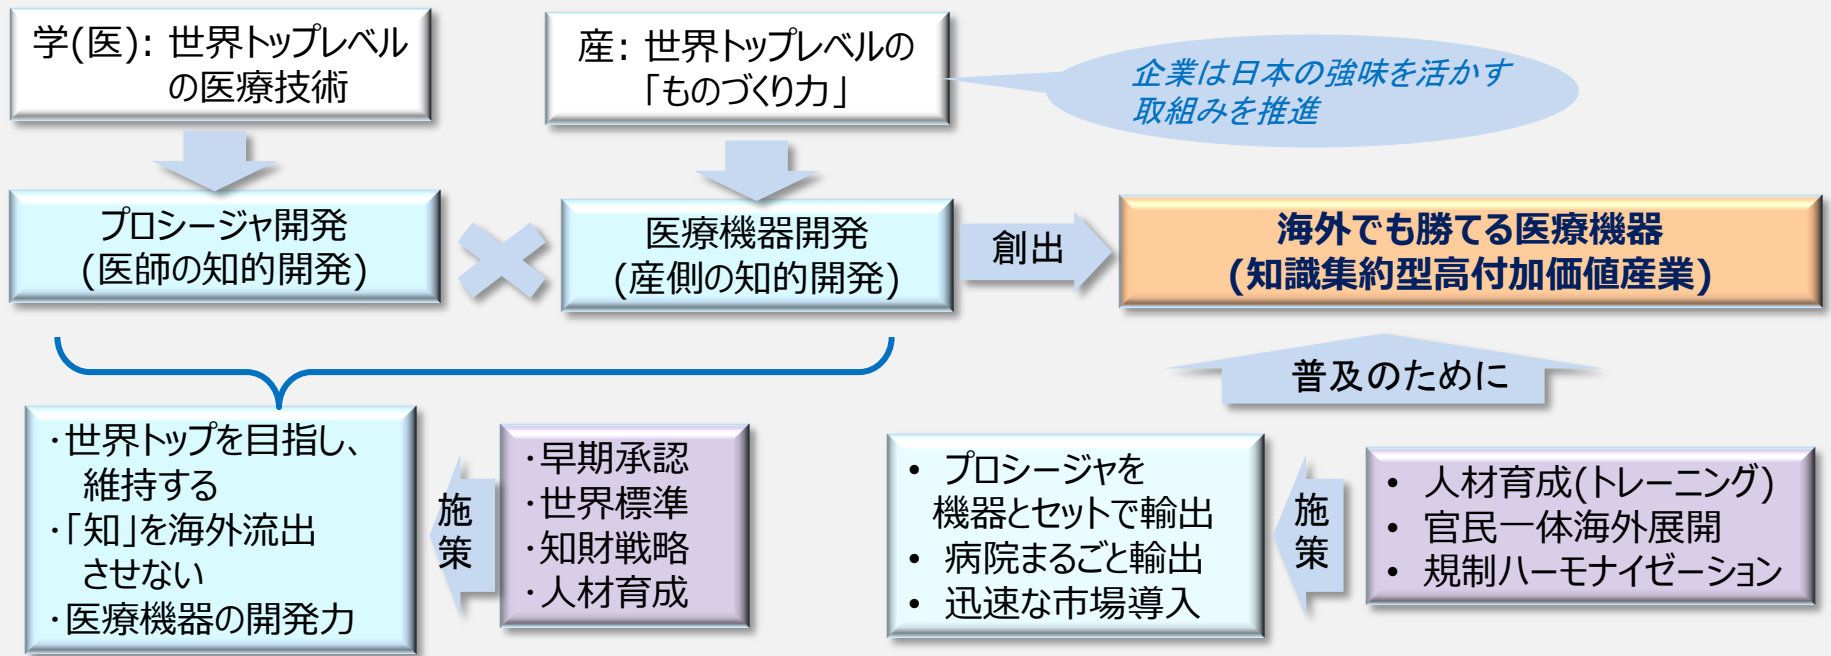 学(医): 世界トップレベル
の医療技術
産: 世界トップレベルの
「ものづくり力」
企業は日本の強味を活かす
取組みを推進
プロシージャ開発
(医師の知的開発)
医療機器開発
(産側の知的開発)
創出
海外でも勝てる医療機器
(知識集約型高付加価値産業)
普及のために
・世界トップを目指し、
維持する
・「知」を海外流出
させない
・医療機器の開発力
施
策
・早期承認
・世界標準
・知財戦略
・人材育成
• プロシージャを
機器とセットで輸出
• 病院まるごと輸出
• 迅速な市場導入
施
策
• 人材育成(トレーニング)
• 官民一体海外展開
• 規制ハーモナイゼーション